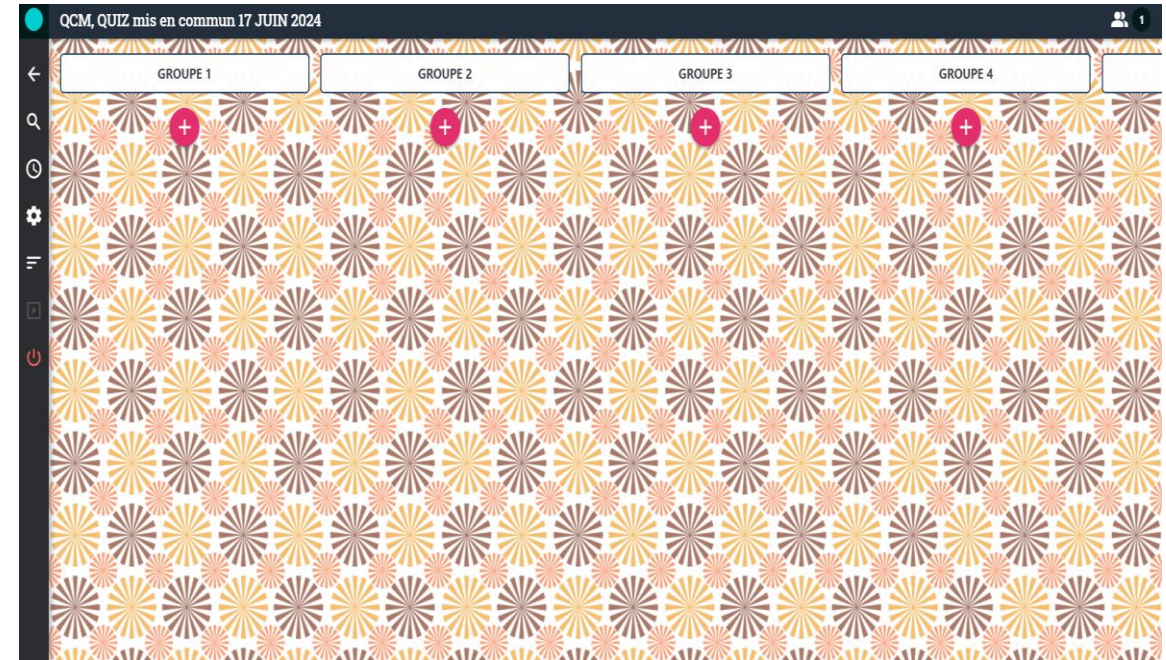 QCM, QUIZ mis en commun 17 JUIN 2024
1
GROUPE 1
GROUPE 2
GROUPE 3
GROUPE 4